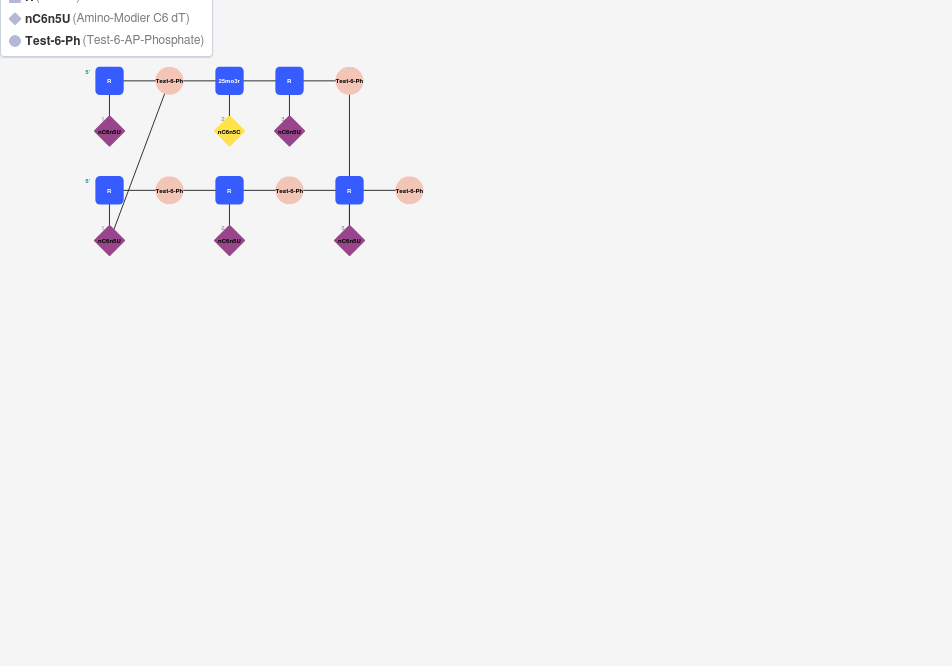 nC6n5U (Amino-Modier C6 dT)
Test-6-Ph (Test-6-AP-Phosphate)
5' R Test-6-Ph 25mo3r R Test-6-Ph
nC6n5U nC6n5C nC6n5U
5' R Test-6-Ph R Test-6-Ph R Test-6-Ph
nC6n5U nC6n5U nC6n5U